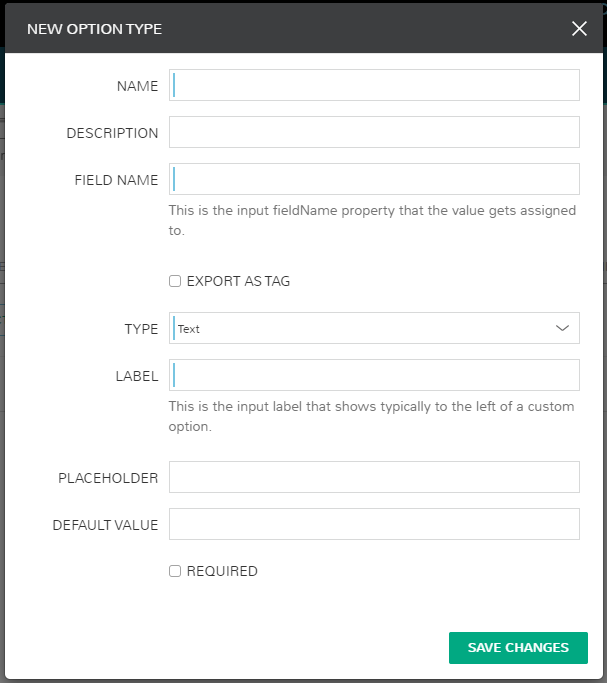 NEW OPTION TYPE
NAME
DESCRIPTION
FIELD NAME
This is the input fieldName property that the value gets assigned
to.
EXPORT AS TAG
TYPE
Text
LABEL
This is the input label that shows typically to the left of a custom
option.
PLACEHOLDER
DEFAULT VALUE
REQUIRED
SAVE CHANGES